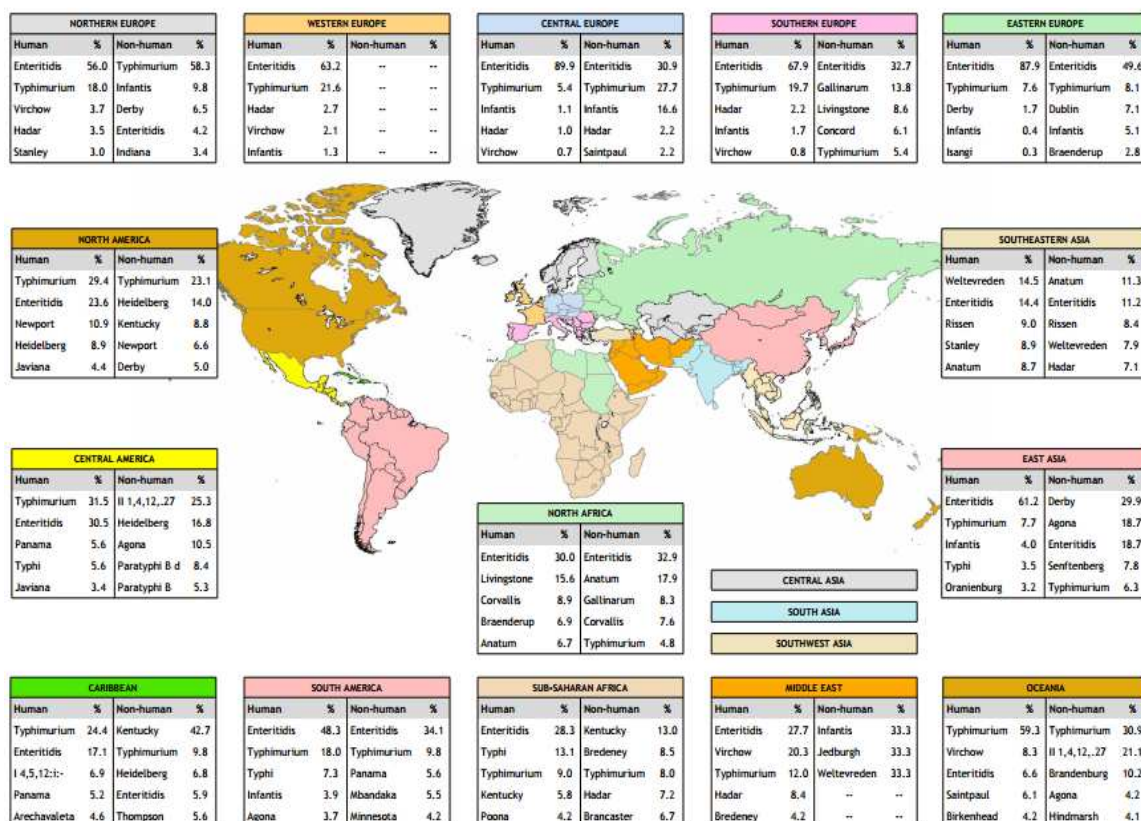 NORTHERN EUROPE
Human % Non-human %
Enteritidis 56.0 Typhimurium 58.3
Typhimurium 18.0 Infantis 9.8
Virchow 3.7 Derby 6.5
Hadar 3.5 Enteritidis 4.2
Stanley 3.0 Indiana 3.4
WESTERN EUROPE
Human % Non-human %
Enteritidis 63.2 -- --
Typhimurium 21.6 -- --
Hadar 2.7 -- --
Virchow 2.1 -- --
Infantis 1.3 -- --
CENTRAL EUROPE
Human % Non-human %
Enteritidis 89.9 Enteritidis 30.9
Typhimurium 5.4 Typhimurium 27.7
Infantis 1.1 Infantis 16.6
Hadar 1.0 Hadar 2.2
Virchow 0.7 Saintpaul 2.2
SOUTHERN EUROPE
Human % Non-human %
Enteritidis 67.9 Enteritidis 32.7
Typhimurium 19.7 Gallinarum 13.8
Hadar 2.2 Livingstone 8.6
Infantis 1.7 Concord 6.1
Virchow 0.8 Typhimurium 5.4
EASTERN EUROPE
Human % Non-human %
Enteritidis 87.9 Enteritidis 49.6
Typhimurium 7.6 Typhimurium 8.1
Derby 1.7 Dublin 7.1
Infantis 0.4 Infantis 5.1
Isangi 0.3 Braenderup 2.8
NORTH AMERICA
Human % Non-human %
Typhimurium 29.4 Typhimurium 23.1
Enteritidis 23.6 Heidelberg 14.0
Newport 10.9 Kentucky 8.8
Heidelberg 8.9 Newport 6.6
Javiana 4.4 Derby 5.0
SOUTHEASTERN ASIA
Human % Non-human %
Weltevreden 14.5 Anatum 11.3
Enteritidis 14.4 Enteritidis 11.2
Rissen 9.0 Rissen 8.4
Stanley 8.9 Weltevreden 7.9
Anatum 8.7 Hadar 7.1
CENTRAL AMERICA
Human % Non-human %
Typhimurium 31.5 II 1,4,12,.27 25.3
Enteritidis 30.5 Heidelberg 16.8
Panama 5.6 Agona 10.5
Typhi 5.6 Paratyphi B d 8.4
Javiana 3.4 Paratyphi B 5.3
EAST ASIA
Human % Non-human %
Enteritidis 61.2 Derby 29.9
Typhimurium 7.7 Agona 18.7
Infantis 4.0 Enteritidis 18.7
Typhi 3.5 Senftenberg 7.8
Oranienburg 3.2 Typhimurium 6.3
NORTH AFRICA
Human % Non-human %
Enteritidis 30.0 Enteritidis 32.9
Livingstone 15.6 Anatum 17.9
Corvallis 8.9 Gallinarum 8.3
Braenderup 6.9 Corvallis 7.6
Anatum 6.7 Typhimurium 4.8
CENTRAL ASIA
SOUTH ASIA
SOUTHWEST ASIA
CARIBBEAN
Human % Non-human %
Typhimurium 24.4 Kentucky 42.7
Enteritidis 17.1 Typhimurium 9.8
I 4,5,12:i:- 6.9 Heidelberg 6.8
Panama 5.2 Enteritidis 5.9
Arechavaleta 4.6 Thompson 5.6
SOUTH AMERICA
Human % Non-human %
Enteritidis 48.3 Enteritidis 34.1
Typhimurium 18.0 Typhimurium 9.8
Typhi 7.3 Panama 5.6
Infantis 3.9 Mbandaka 5.5
Agona 3.7 Minnesota 4.2
SUB-SAHARAN AFRICA
Human % Non-human %
Enteritidis 28.3 Kentucky 13.0
Typhi 13.1 Bredeney 8.5
Typhimurium 9.0 Typhimurium 8.0
Kentucky 5.8 Hadar 7.2
Poona 4.2 Brancaster 6.7
MIDDLE EAST
Human % Non-human %
Enteritidis 27.7 Infantis 33.3
Virchow 20.3 Jedburgh 33.3
Typhimurium 12.0 Weltevreden 33.3
Hadar 8.4 -- --
Bredeney 4.2 -- --
OCEANIA
Human % Non-human %
Typhimurium 59.3 Typhimurium 30.9
Virchow 8.3 II 1,4,12,.27 21.1
Enteritidis 6.6 Brandenburg 10.2
Saintpaul 6.1 Agona 4.2
Birkenhead 4.2 Hindmarsh 4.1